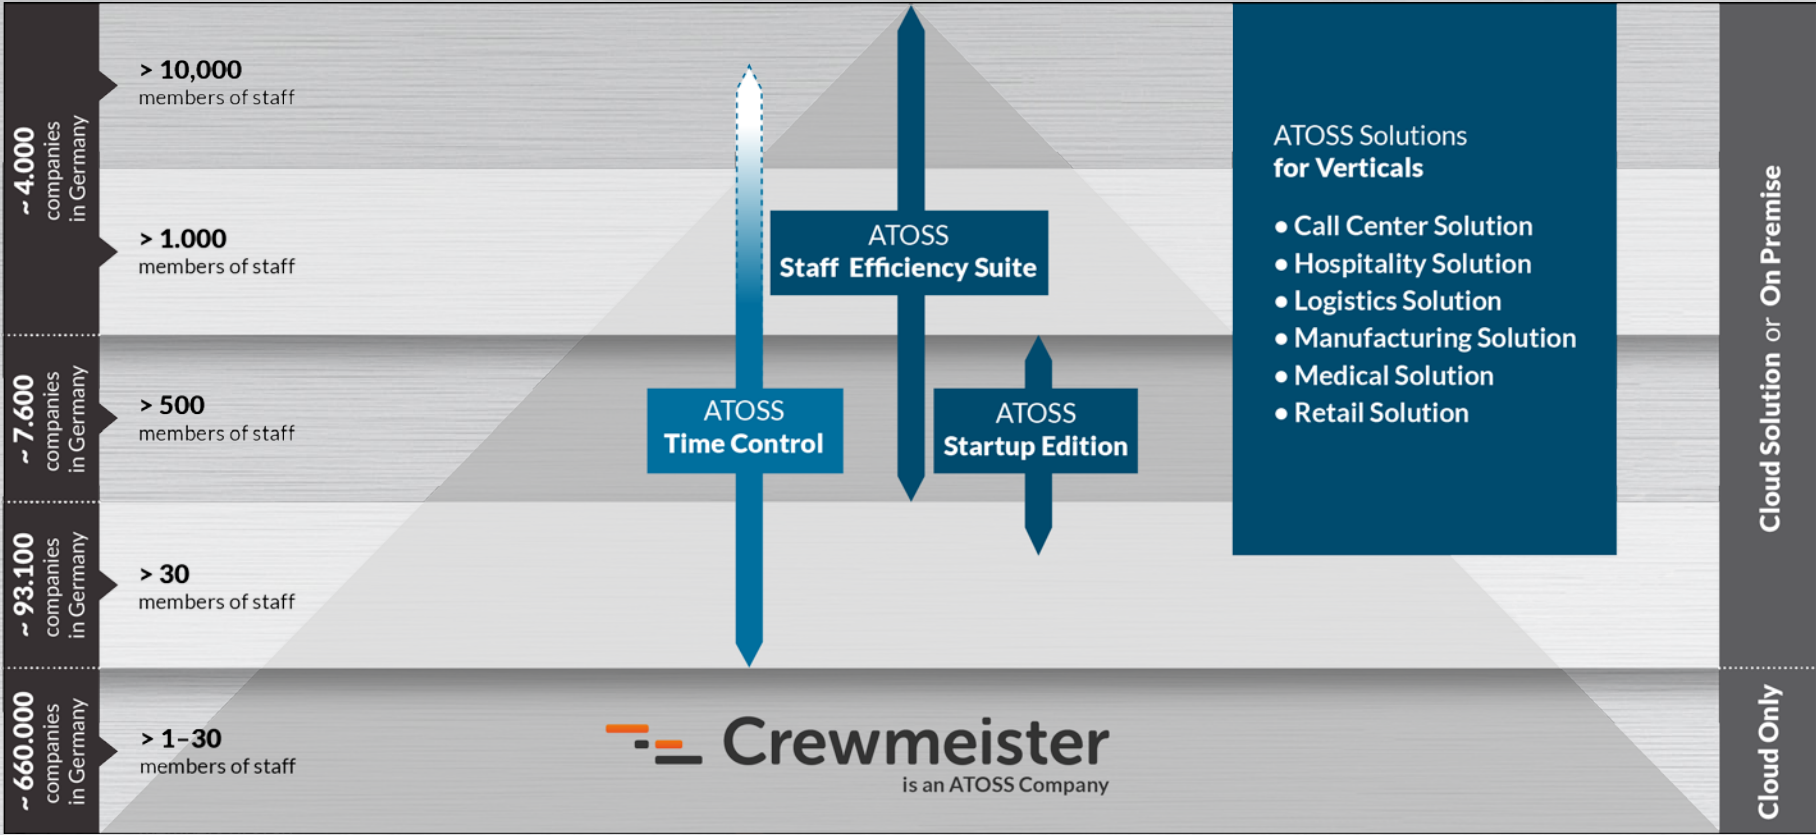 ~ 4.000
companies
in Germany
> 10,000
members of staff
> 1.000
members of staff
~ 7.600
companies
in Germany
> 500
members of staff
~ 93.100
companies
in Germany
> 30
members of staff
~ 660.000
companies
in Germany
> 1–30
members of staff
ATOSS
Staff Efficiency Suite
ATOSS
Time Control
ATOSS
Startup Edition
ATOSS Solutions
for Verticals
• Call Center Solution
• Hospitality Solution
• Logistics Solution
• Manufacturing Solution
• Medical Solution
• Retail Solution
Crewmeister
is an ATOSS Company
Cloud Solution or On Premise
Cloud Only